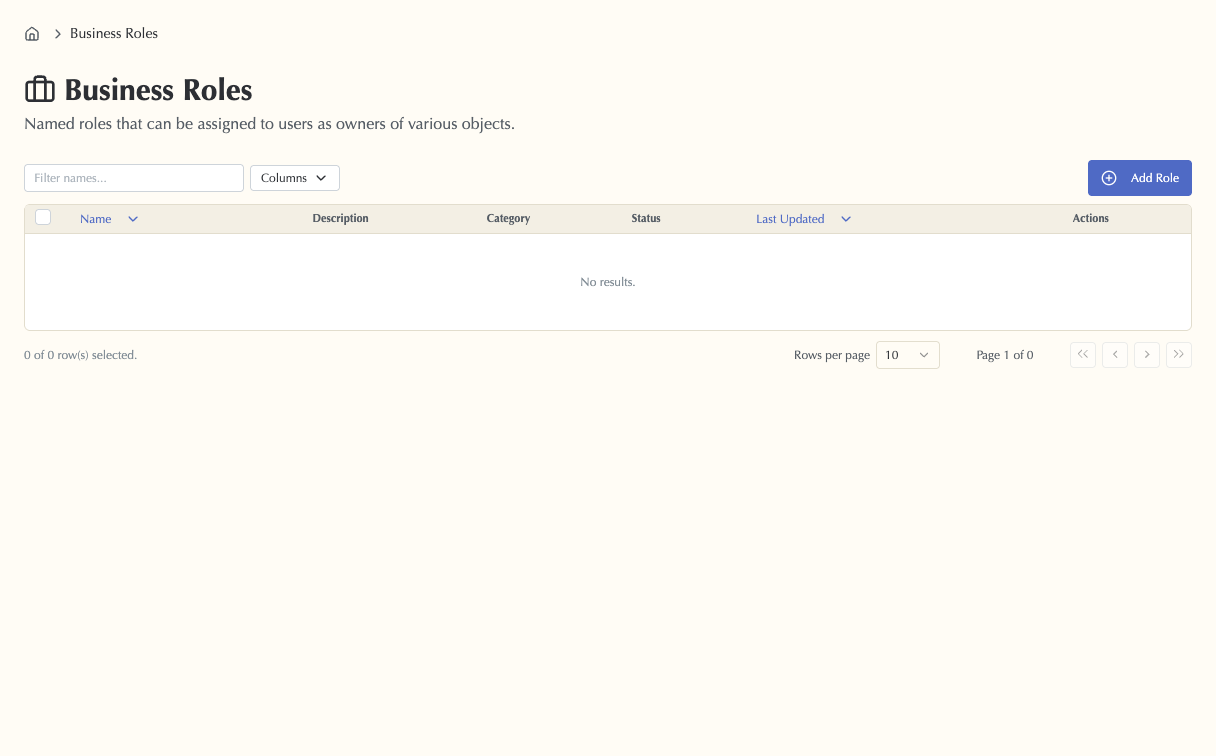 Business Roles
Business Roles
Named roles that can be assigned to users as owners of various objects.
Filter names...
Columns
Add Role
Name
Description
Category
Status
Last Updated
Actions
No results.
0 of 0 row(s) selected.
Rows per page
10
Page 1 of 0